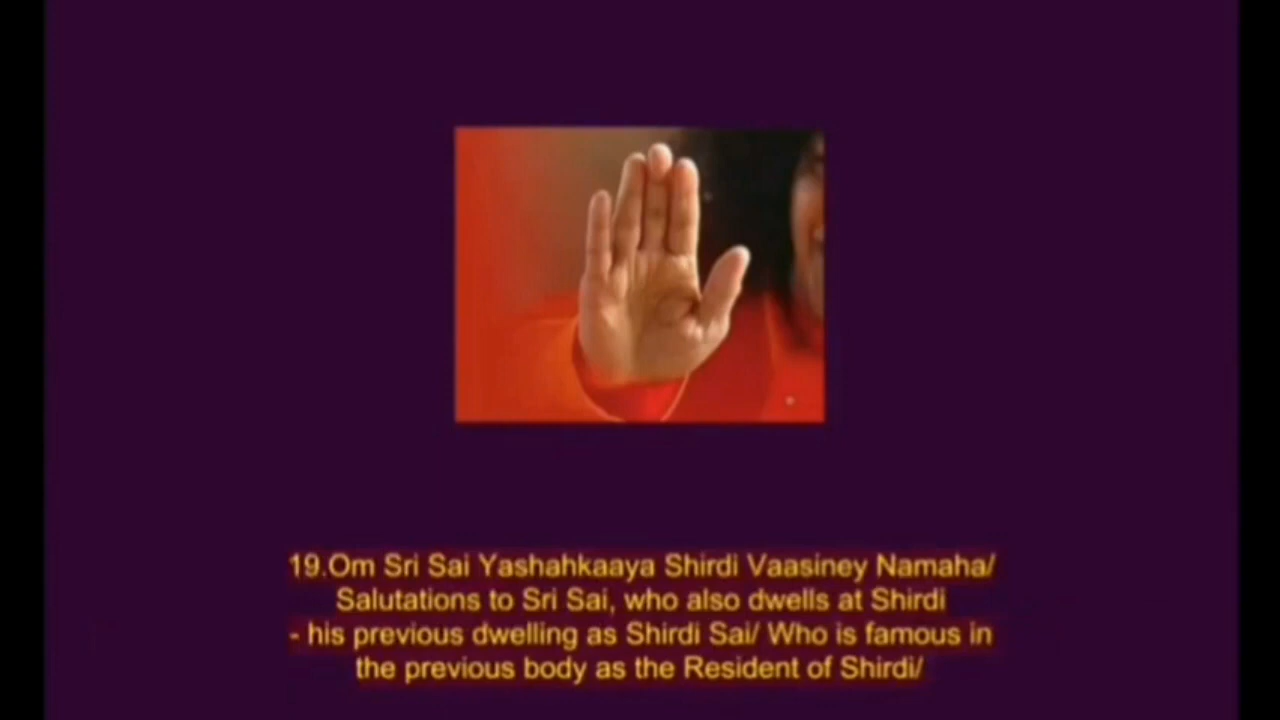 19.Om Sri Sai Yashahkaaya Shirdi Vaasiney Namaha/
Salutations to Sri Sai, who also dwells at Shirdi
- his previous dwelling as Shirdi Sai/ Who is famous in
the previous body as the Resident of Shirdi/